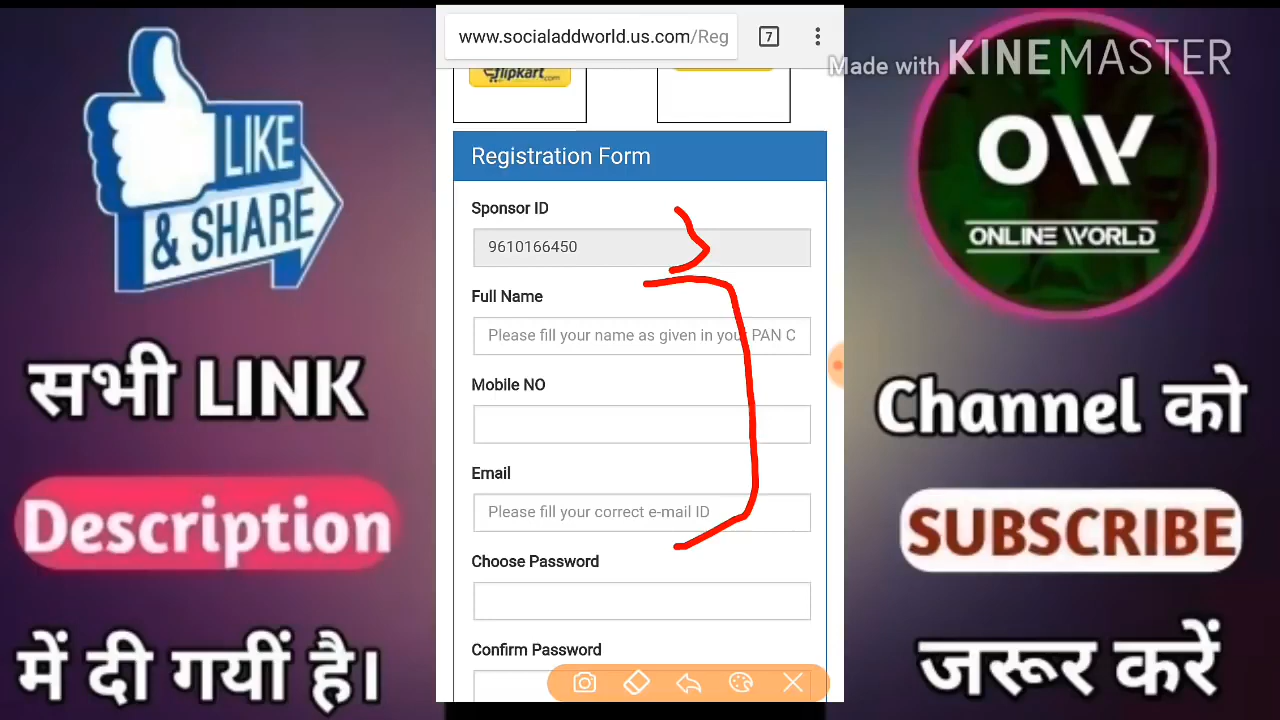 www.socialaddworld.us.com/Reg
7
Made with KINEMASTER
flipkart.com
LIKE
& SHARE
OW
ONLINE WORLD
Registration Form
Sponsor ID
9610166450
Full Name
Please fill your name as given in your PAN C
Mobile NO
Email
Please fill your correct e-mail ID
Choose Password
Confirm Password
सभी LINK
Description
में दी गयीं है।
Channel को
SUBSCRIBE
जरूर करें